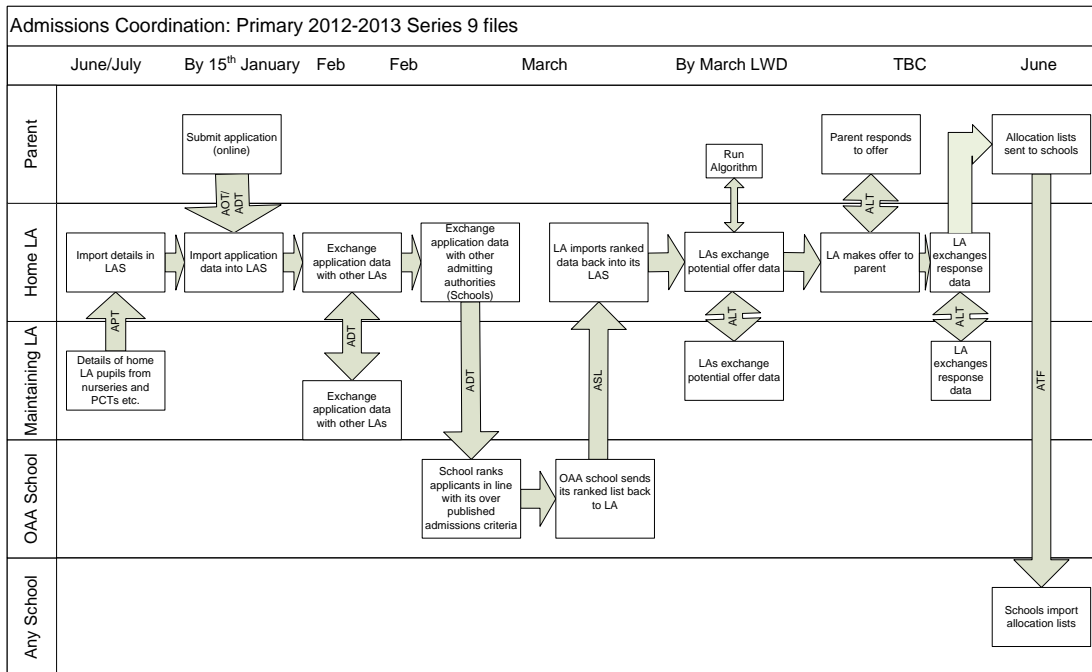 Admissions Coordination: Primary 2012-2013 Series 9 files
June/July
By 15th January
Feb
Feb
March
By March LWD
TBC
June
Parent
Submit application
(online)
Run
Algorithm
Parent responds
to offer
Allocation lists
sent to schools
AOT/
ADT
ALT
Home LA
Import details in
LAS
Import application
data into LAS
Exchange
application data
with other LAs
Exchange
application data
with other
admitting
authorities
(Schools)
LA imports ranked
data back into its
LAS
LAs exchange
potential offer data
LA makes offer to
parent
LA
exchanges
response
data
APT
ADT
ADT
ASL
ALT
ALT
ATF
Maintaining LA
Details of home
LA pupils from
nurseries and
PCTs etc.
Exchange
application data
with other LAs
LAs exchange
potential offer data
LA
exchanges
response
data
OAA School
School ranks
applicants in line
with its over
published
admissions criteria
OAA school sends
its ranked list back
to LA
Any School
Schools import
allocation lists